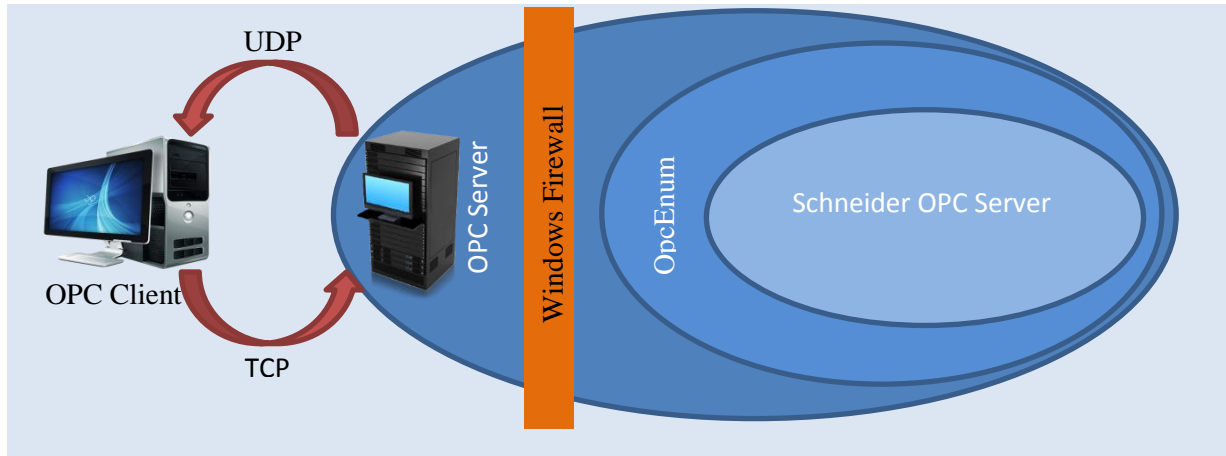 UDP
OPC Client
TCP
OPC Server
Windows Firewall
OpcEnum
Schneider OPC Server